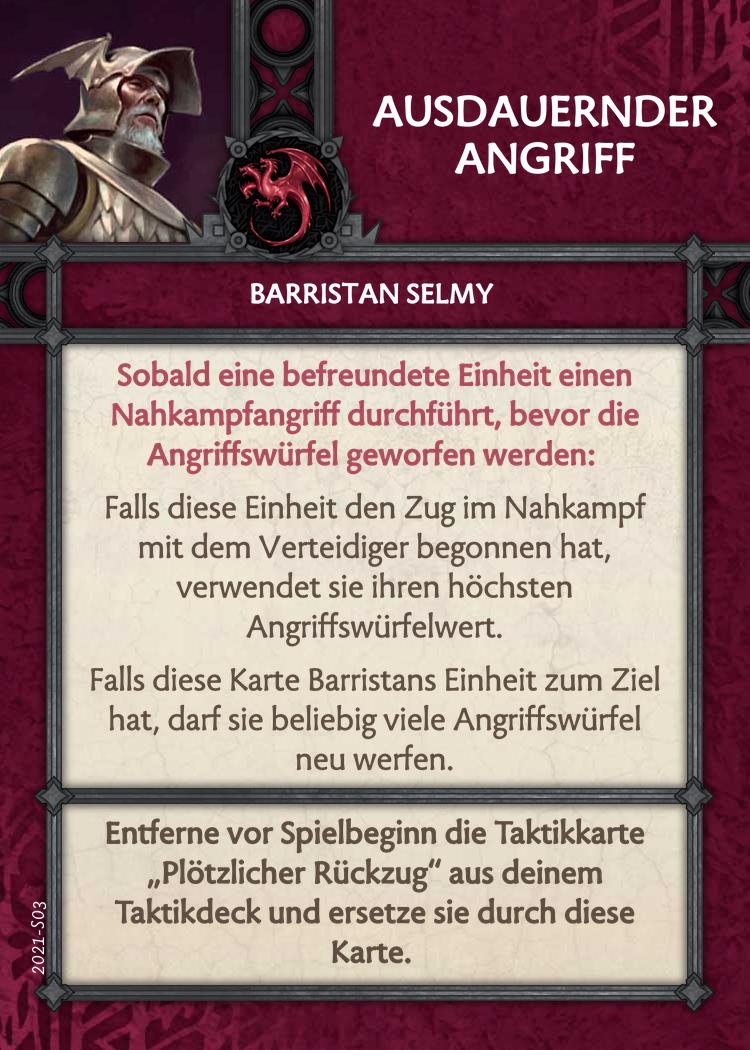 AUSDAUERNDER
ANGRIFF
BARRISTAN SELMY
Sobald eine befreundete Einheit einen
Nahkampfangriff durchführt, bevor die
Angriffswürfel geworfen werden:
Falls diese Einheit den Zug im Nahkampf
mit dem Verteidiger begonnen hat,
verwendet sie ihren höchsten
Angriffswürfelwert.
Falls diese Karte Barristans Einheit zum Ziel
hat, darf sie beliebig viele Angriffswürfel
neu werfen.
Entferne vor Spielbeginn die Taktikkarte
„Plötzlicher Rückzug“ aus deinem
Taktikdeck und ersetze sie durch diese
Karte.
2021-S03